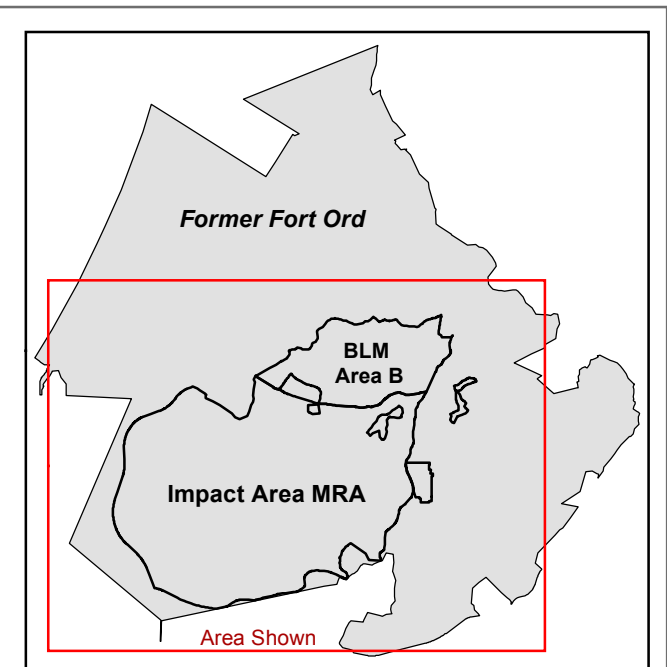 Former Fort Ord
BLM
Area B
Impact Area MRA
Area Shown